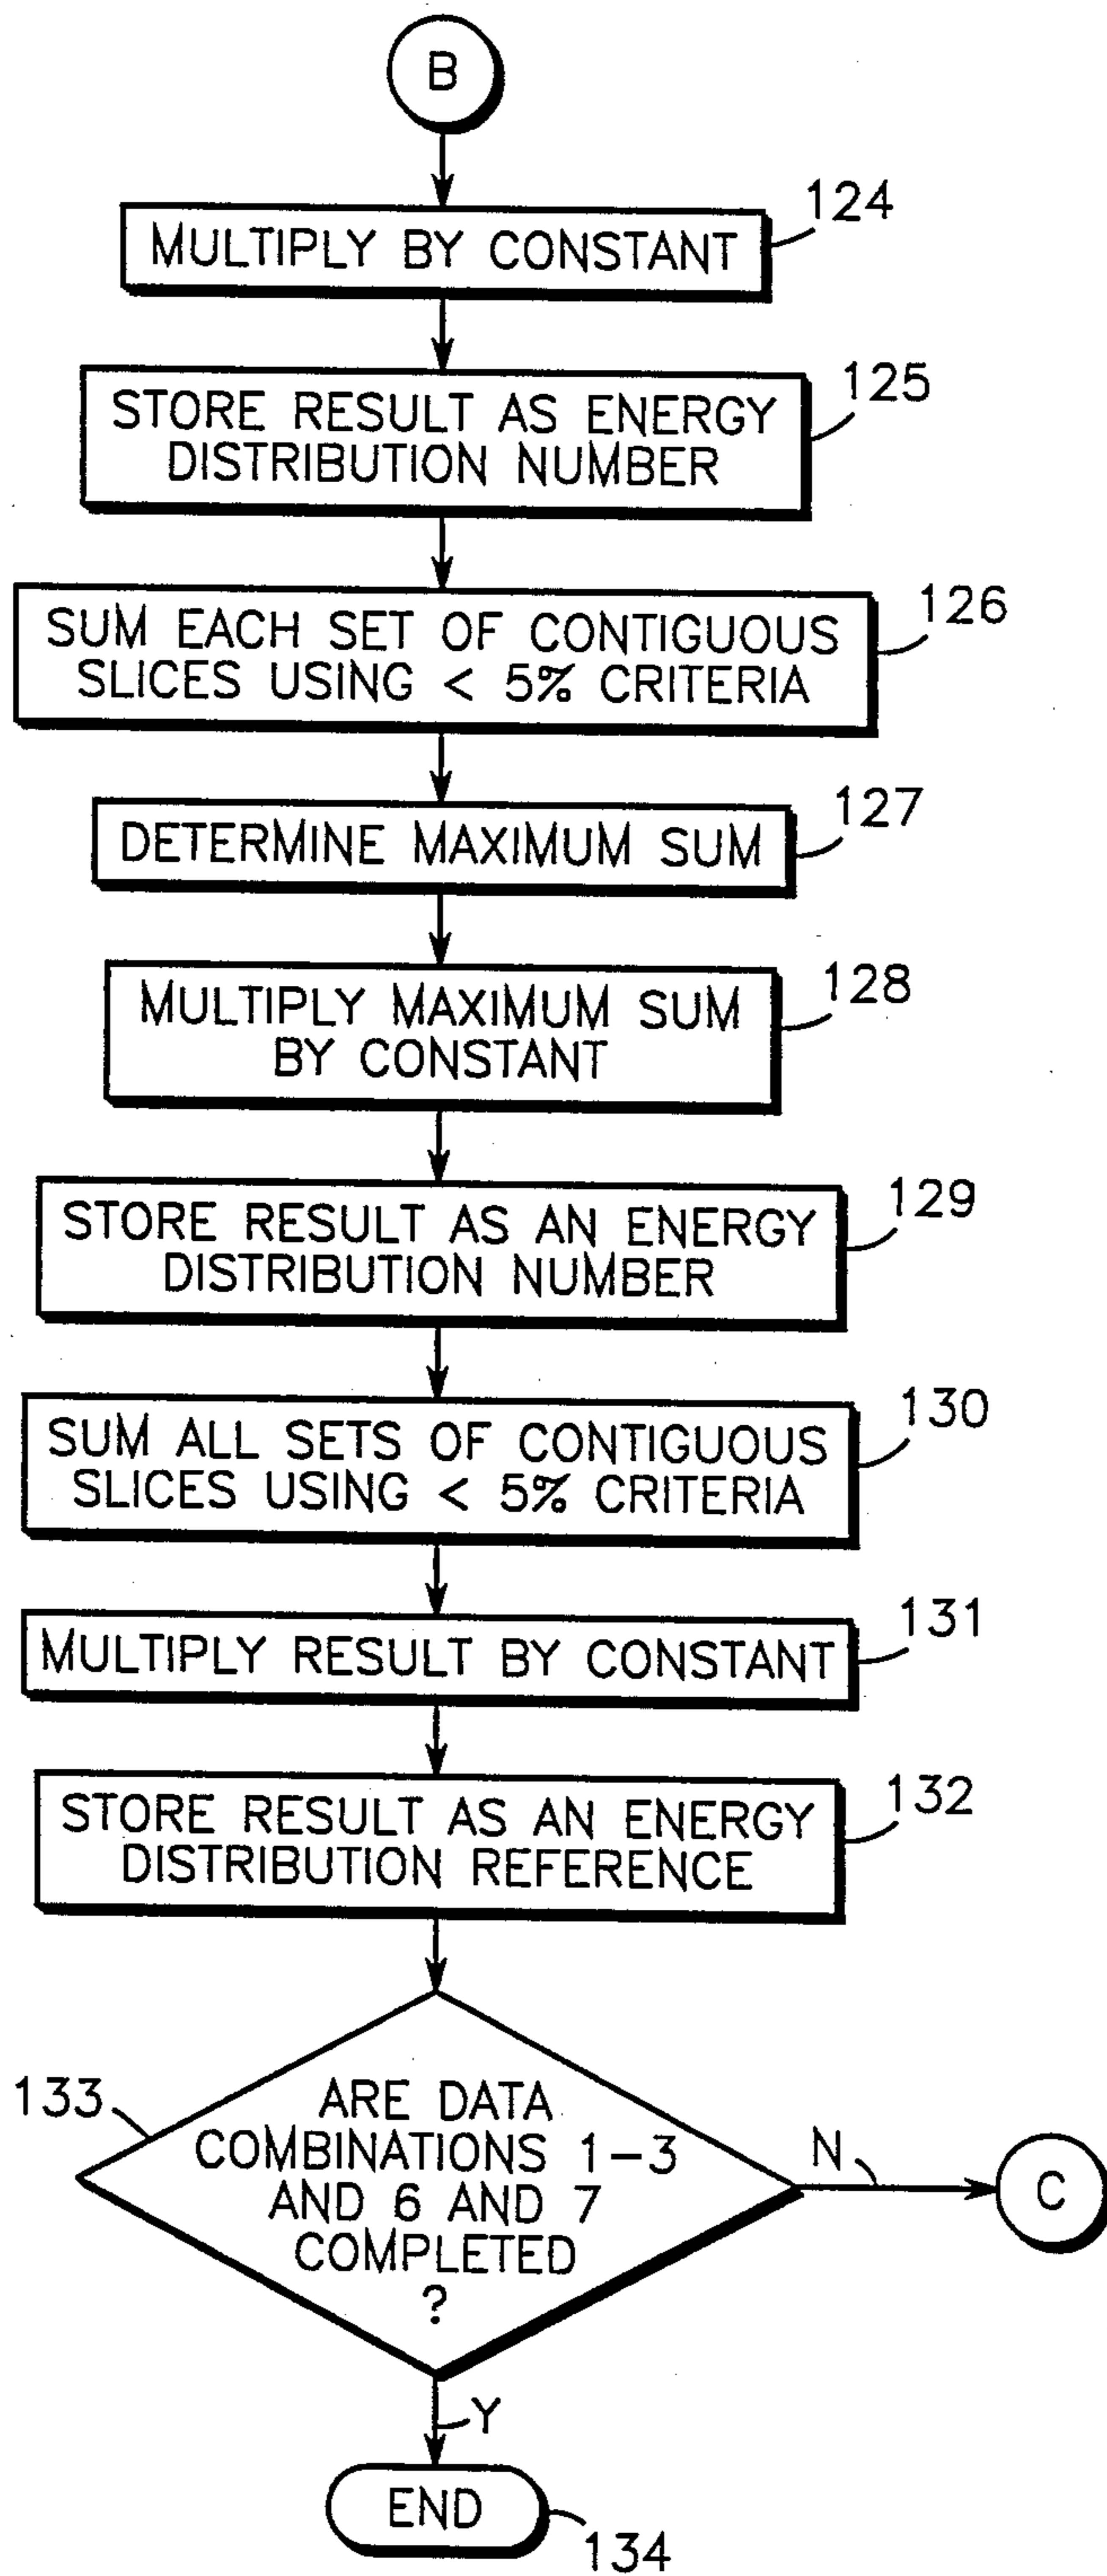 B
124
MULTIPLY BY CONSTANT
125
STORE RESULT AS ENERGY
DISTRIBUTION NUMBER
126
SUM EACH SET OF CONTIGUOUS
SLICES USING < 5% CRITERIA
127
DETERMINE MAXIMUM SUM
128
MULTIPLY MAXIMUM SUM
BY CONSTANT
129
STORE RESULT AS AN ENERGY
DISTRIBUTION NUMBER
130
SUM ALL SETS OF CONTIGUOUS
SLICES USING < 5% CRITERIA
131
MULTIPLY RESULT BY CONSTANT
132
STORE RESULT AS AN ENERGY
DISTRIBUTION REFERENCE
133
ARE DATA
COMBINATIONS 1-3
AND 6 AND 7
COMPLETED
?
N
C
Y
END
134